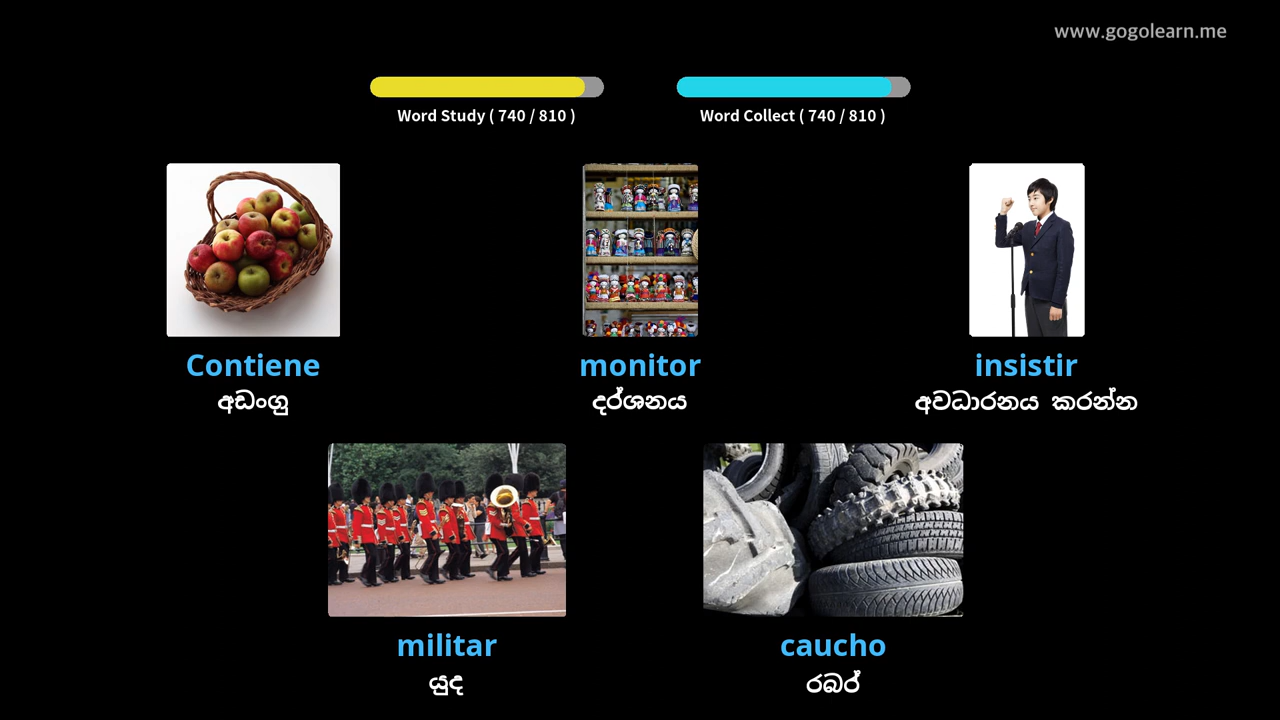 www.gogolearn.me
Word Study ( 740 / 810 )
Word Collect ( 740 / 810 )
Contiene
අඩංගු
monitor
දර්ශනය
insistir
අවධාරනය කරන්න
militar
යුද
caucho
රබර්